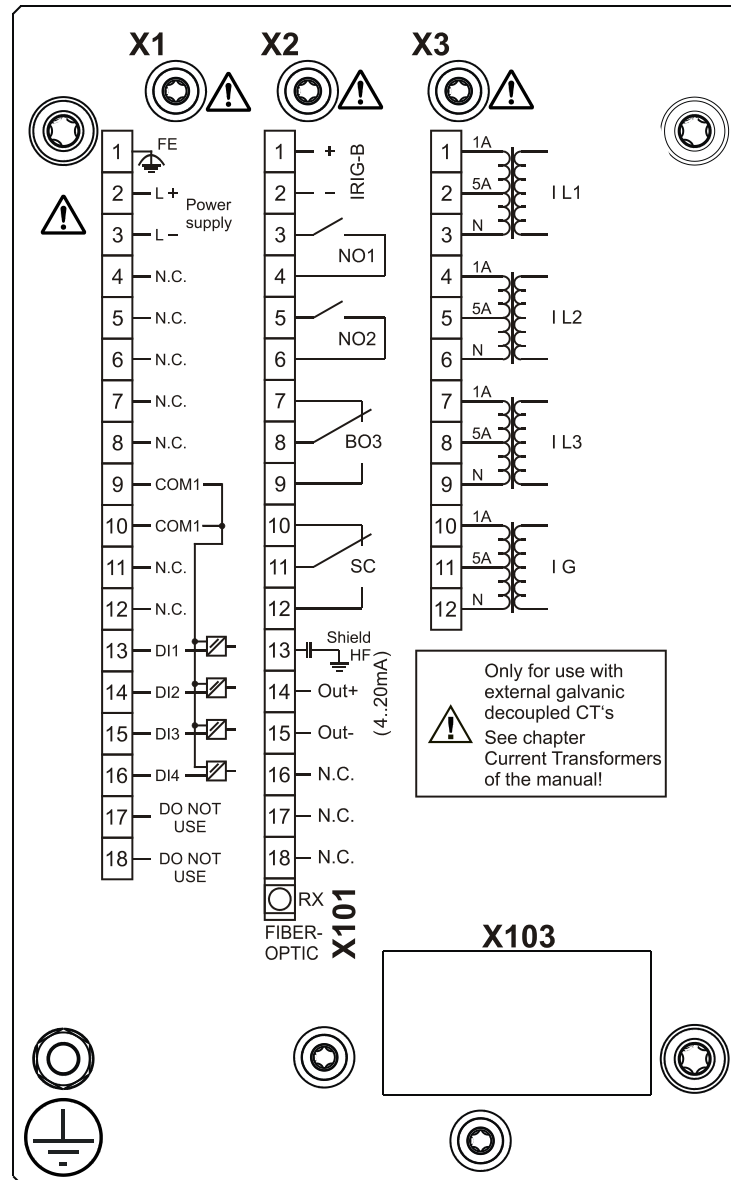 X1
X2
X3
1 FE
2 L+
3 L–
Power
supply
4 N.C.
5 N.C.
6 N.C.
7 N.C.
8 N.C.
9 COM1
10 COM1
11 N.C.
12 N.C.
13 DI1
14 DI2
15 DI3
16 DI4
17 DO NOT
USE
18 DO NOT
USE
1 +
2 –
IRIG-B
3
4
NO1
5
6
NO2
7
8 BO3
9
10
11 SC
12
13 Shield
HF
14 Out+
15 Out-
(4..20mA)
16 N.C.
17 N.C.
18 N.C.
RX
X101
FIBER-
OPTIC
1 1A
2 5A I L1
3 N
4 1A
5 5A I L2
6 N
7 1A
8 5A I L3
9 N
10 1A
11 5A I G
12 N
Only for use with
external galvanic
decoupled CT‘s
See chapter
Current Transformers
of the manual!
X103